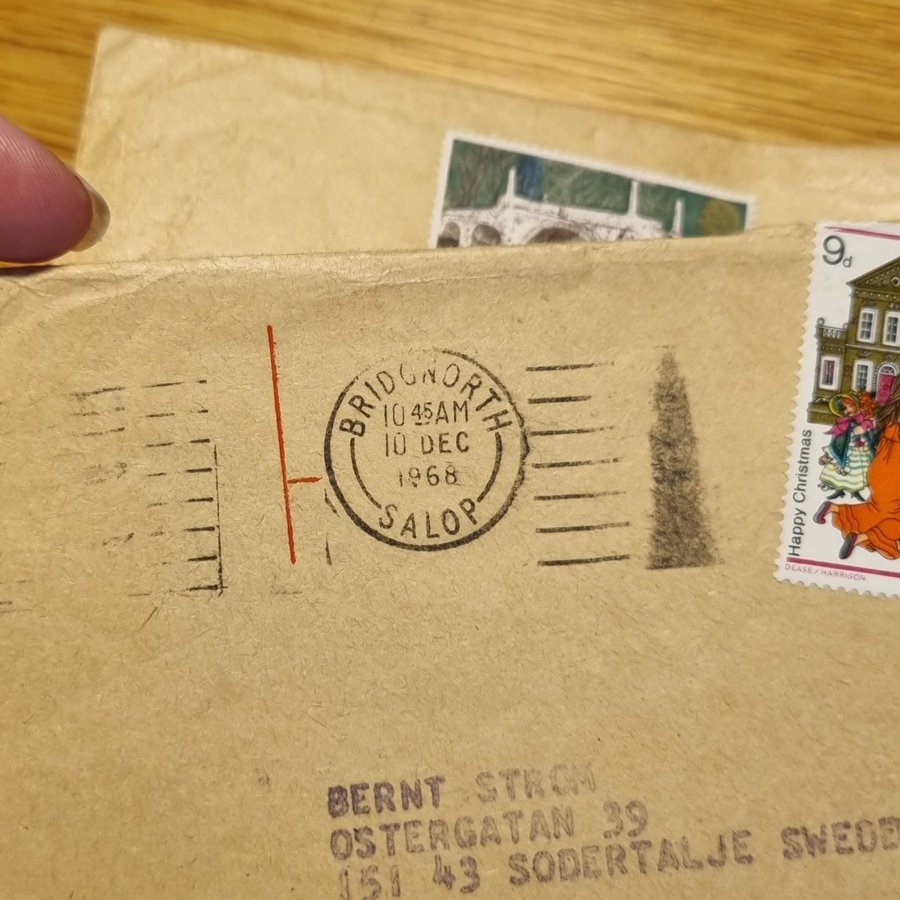 9d
BRIDGNORTH
10 45 AM
10 DEC
1968
SALOP
Happy Christmas
DEASE/HARRISON
BERNT STROM
OSTERGATAN 39
151 43 SODERTALJE SWEDE